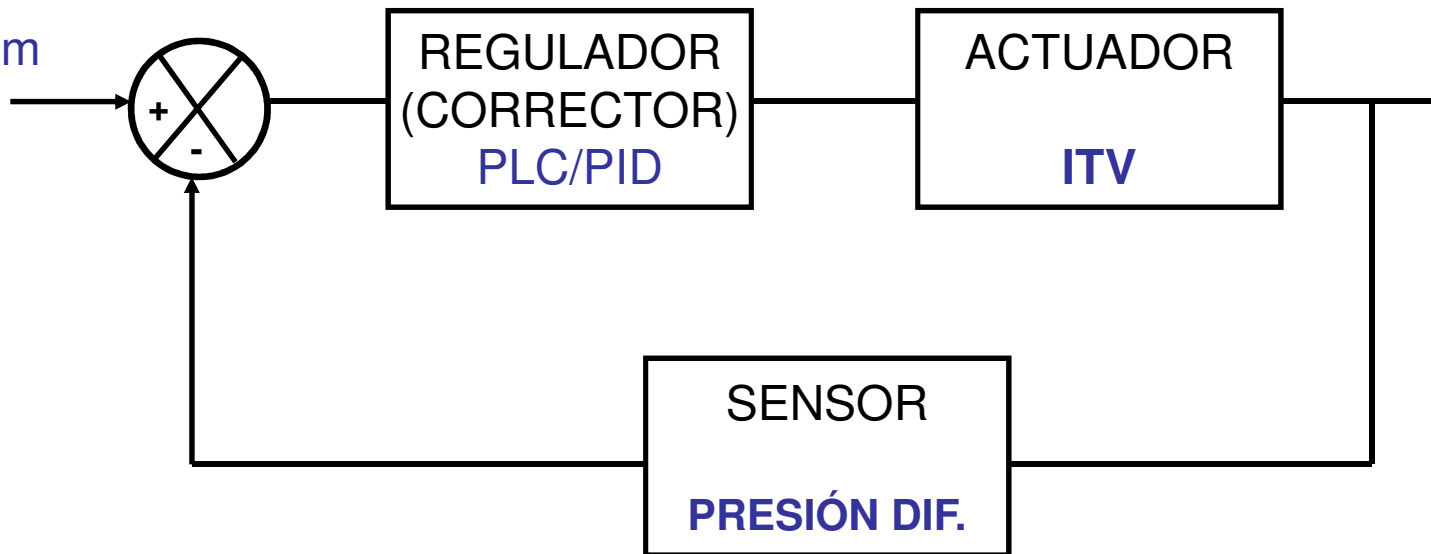 m
+
-
REGULADOR
(CORRECTOR)
PLC/PID
ACTUADOR
ITV
SENSOR
PRESIÓN DIF.